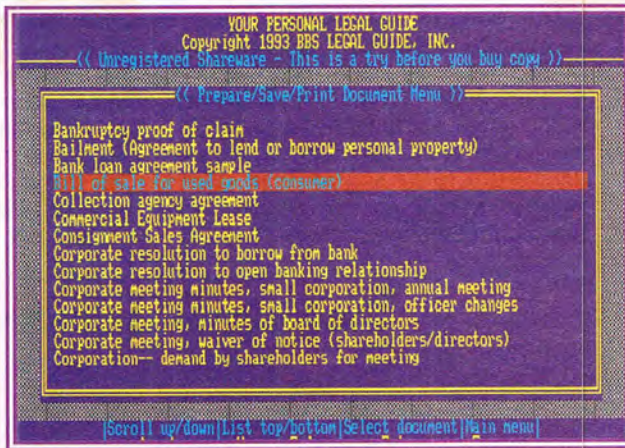 YOUR PERSONAL LEGAL GUIDE
Copyright 1993 BBS LEGAL GUIDE, INC.
<< Unregistered Shareware - This is a try before you buy copy >>
<< Prepare/Save/Print Document Menu >>
Bankruptcy proof of claim
Bailment (Agreement to lend or borrow personal property)
Bank loan agreement sample
Bill of sale for used goods (consumer)
Collection agency agreement
Commercial Equipment Lease
Consignment Sales Agreement
Corporate resolution to borrow from bank
Corporate resolution to open banking relationship
Corporate meeting minutes, small corporation, annual meeting
Corporate meeting minutes, small corporation, officer changes
Corporate meeting, minutes of board of directors
Corporate meeting, waiver of notice (shareholders/directors)
Corporation-- demand by shareholders for meeting
|Scroll up/down|List top/bottom|Select document|Main menu|